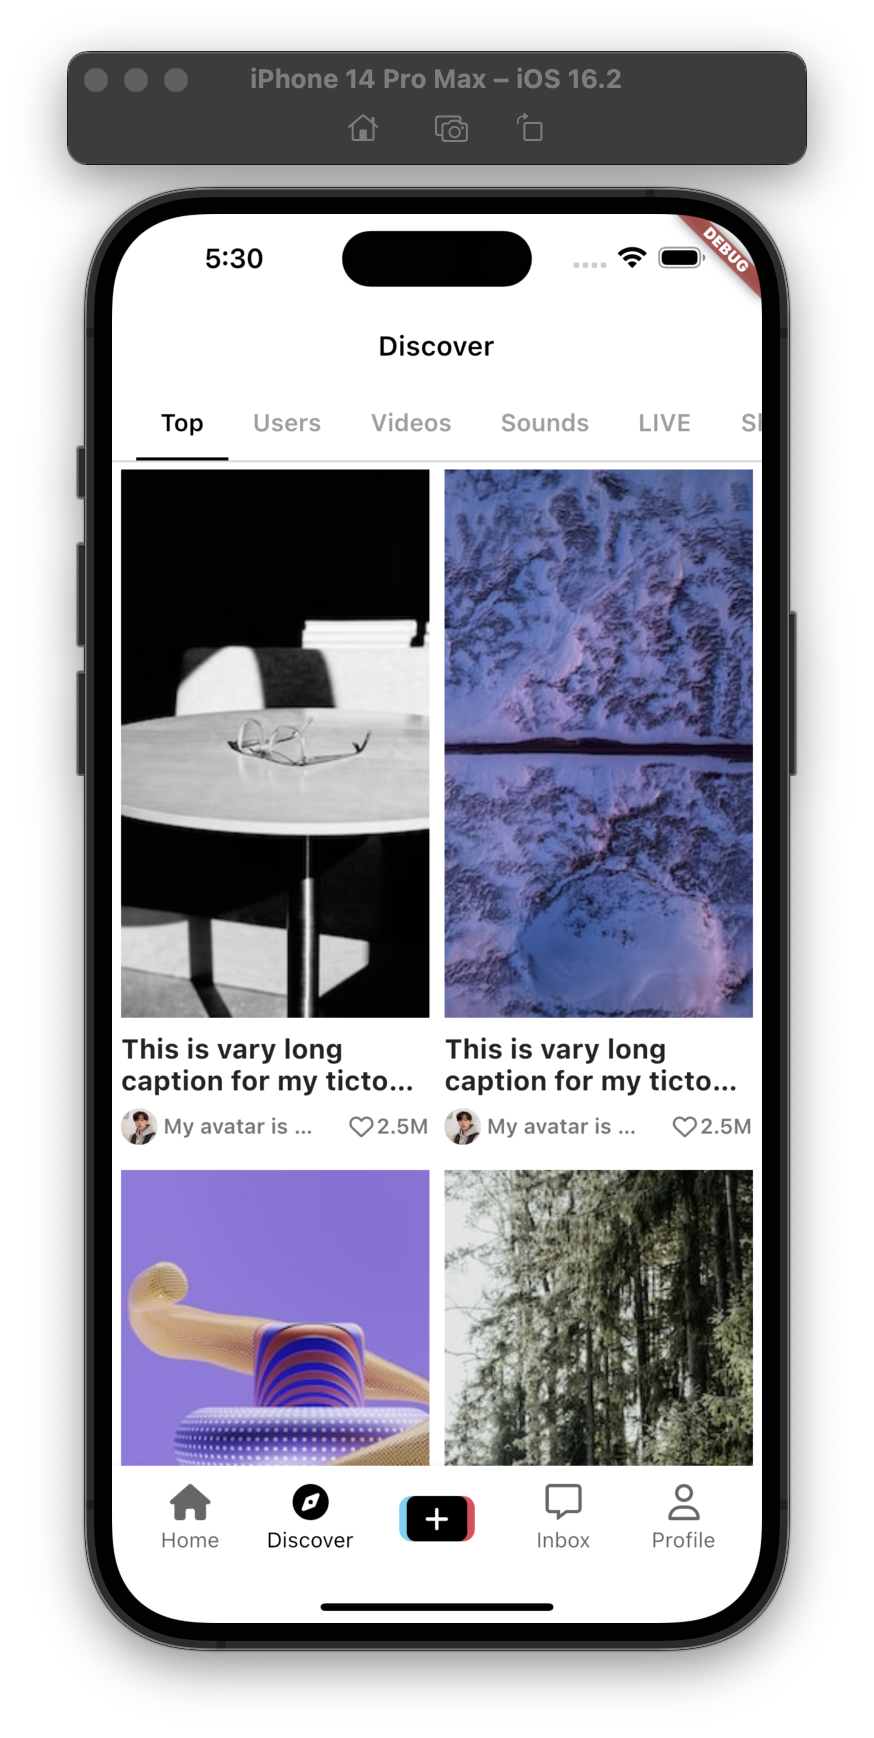 iPhone 14 Pro Max – iOS 16.2
5:30
DEBUG
Discover
Top Users Videos Sounds LIVE
This is vary long
caption for my ticto...
My avatar is ... 2.5M
This is vary long
caption for my ticto...
My avatar is ... 2.5M
Home Discover Inbox Profile